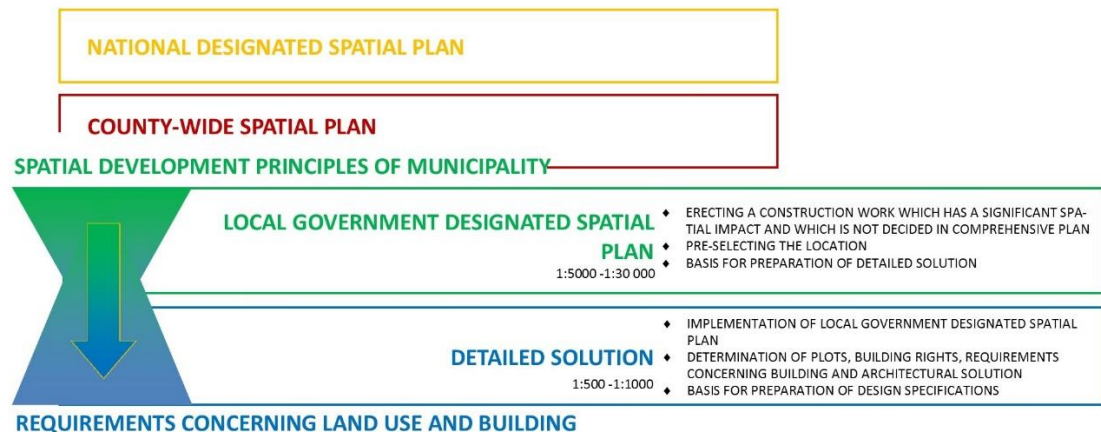 NATIONAL DESIGNATED SPATIAL PLAN
COUNTY-WIDE SPATIAL PLAN
SPATIAL DEVELOPMENT PRINCIPLES OF MUNICIPALITY
LOCAL GOVERNMENT DESIGNATED SPATIAL
PLAN
1:5000 -1:30 000
♦ ERECTING A CONSTRUCTION WORK WHICH HAS A SIGNIFICANT SPA-
TIAL IMPACT AND WHICH IS NOT DECIDED IN COMPREHENSIVE PLAN
♦ PRE-SELECTING THE LOCATION
♦ BASIS FOR PREPARATION OF DETAILED SOLUTION
DETAILED SOLUTION
1:500 -1:1000
♦ IMPLEMENTATION OF LOCAL GOVERNMENT DESIGNATED SPATIAL
PLAN
♦ DETERMINATION OF PLOTS, BUILDING RIGHTS, REQUIREMENTS
CONCERNING BUILDING AND ARCHITECTURAL SOLUTION
♦ BASIS FOR PREPARATION OF DESIGN SPECIFICATIONS
REQUIREMENTS CONCERNING LAND USE AND BUILDING